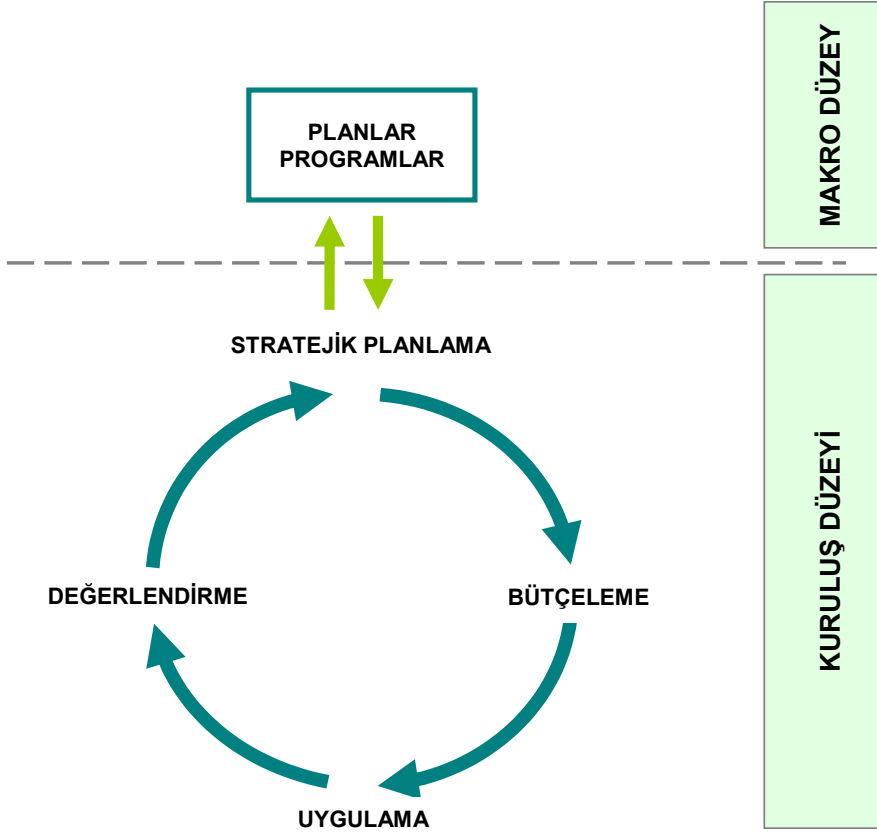 MAKRO DÜZEY
PLANLAR
PROGRAMLAR
STRATEJİK PLANLAMA
KURULUŞ DÜZEYİ
DEĞERLENDİRME
BÜTÇELEME
UYGULAMA